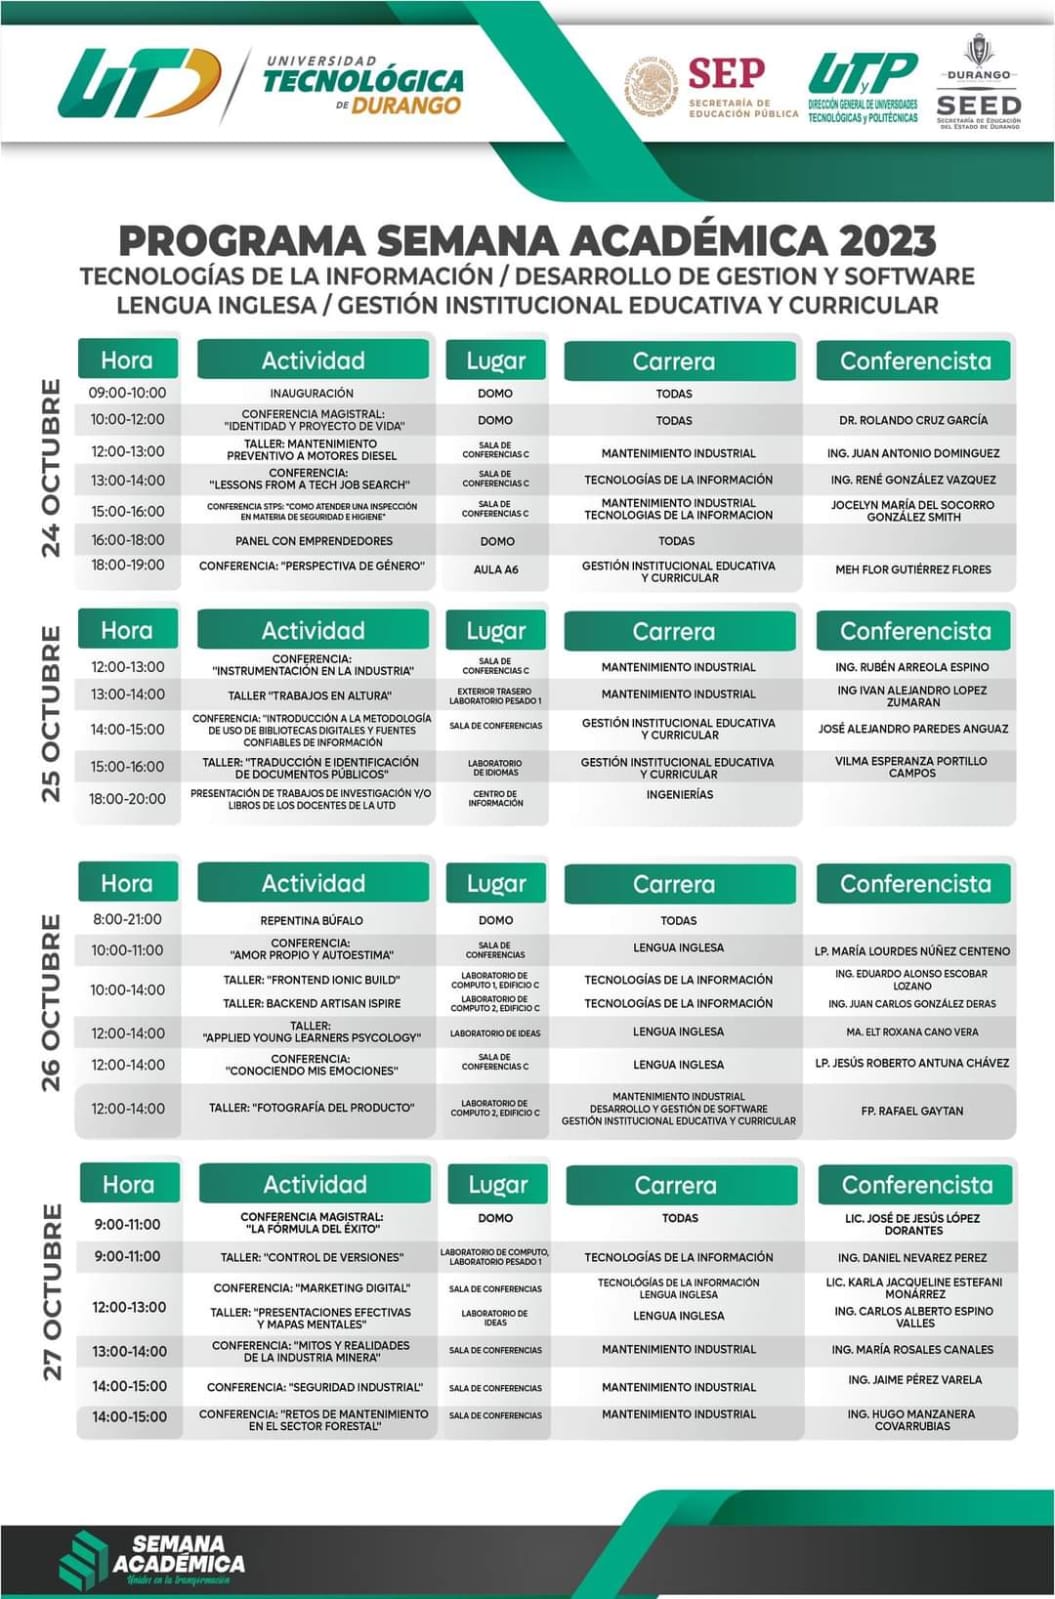 UTD
UNIVERSIDAD
TECNOLÓGICA
DE DURANGO
SEP
SECRETARÍA DE
EDUCACIÓN PÚBLICA
UTyP
DIRECCIÓN GENERAL DE UNIVERSIDADES
TECNOLÓGICAS y POLITÉCNICAS
DURANGO
SEED
SECRETARÍA DE EDUCACIÓN
DEL ESTADO DE DURANGO
PROGRAMA SEMANA ACADÉMICA 2023
TECNOLOGÍAS DE LA INFORMACIÓN / DESARROLLO DE GESTION Y SOFTWARE
LENGUA INGLESA / GESTIÓN INSTITUCIONAL EDUCATIVA Y CURRICULAR
24 OCTUBRE
Hora Actividad Lugar Carrera Conferencista
09:00-10:00 INAUGURACIÓN DOMO TODAS
10:00-12:00 CONFERENCIA MAGISTRAL: "IDENTIDAD Y PROYECTO DE VIDA" DOMO TODAS DR. ROLANDO CRUZ GARCÍA
12:00-13:00 TALLER: MANTENIMIENTO PREVENTIVO A MOTORES DIESEL SALA DE CONFERENCIAS C MANTENIMIENTO INDUSTRIAL ING. JUAN ANTONIO DOMINGUEZ
13:00-14:00 CONFERENCIA: "LESSONS FROM A TECH JOB SEARCH" SALA DE CONFERENCIAS C TECNOLOGÍAS DE LA INFORMACIÓN ING. RENÉ GONZÁLEZ VAZQUEZ
15:00-16:00 CONFERENCIA STPS: "COMO ATENDER UNA INSPECCIÓN EN MATERIA DE SEGURIDAD E HIGIENE" SALA DE CONFERENCIAS C MANTENIMIENTO INDUSTRIAL TECNOLOGIAS DE LA INFORMACION JOCELYN MARÍA DEL SOCORRO GONZÁLEZ SMITH
16:00-18:00 PANEL CON EMPRENDEDORES DOMO TODAS
18:00-19:00 CONFERENCIA: "PERSPECTIVA DE GÉNERO" AULA A6 GESTIÓN INSTITUCIONAL EDUCATIVA Y CURRICULAR MEH FLOR GUTIÉRREZ FLORES
25 OCTUBRE
Hora Actividad Lugar Carrera Conferencista
12:00-13:00 CONFERENCIA: "INSTRUMENTACIÓN EN LA INDUSTRIA" SALA DE CONFERENCIAS C MANTENIMIENTO INDUSTRIAL ING. RUBÉN ARREOLA ESPINO
13:00-14:00 TALLER "TRABAJOS EN ALTURA" EXTERIOR TRASERO LABORATORIO PESADO 1 MANTENIMIENTO INDUSTRIAL ING IVAN ALEJANDRO LOPEZ ZUMARAN
14:00-15:00 CONFERENCIA: "INTRODUCCIÓN A LA METODOLOGÍA DE USO DE BIBLIOTECAS DIGITALES Y FUENTES CONFIABLES DE INFORMACIÓN SALA DE CONFERENCIAS GESTIÓN INSTITUCIONAL EDUCATIVA Y CURRICULAR JOSÉ ALEJANDRO PAREDES ANGUAZ
15:00-16:00 TALLER: "TRADUCCIÓN E IDENTIFICACIÓN DE DOCUMENTOS PÚBLICOS" LABORATORIO DE IDIOMAS GESTIÓN INSTITUCIONAL EDUCATIVA Y CURRICULAR VILMA ESPERANZA PORTILLO CAMPOS
18:00-20:00 PRESENTACIÓN DE TRABAJOS DE INVESTIGACIÓN Y/O LIBROS DE LOS DOCENTES DE LA UTD CENTRO DE INFORMACIÓN INGENIERÍAS
26 OCTUBRE
Hora Actividad Lugar Carrera Conferencista
8:00-21:00 REPENTINA BÚFALO DOMO TODAS
10:00-11:00 CONFERENCIA: "AMOR PROPIO Y AUTOESTIMA" SALA DE CONFERENCIAS LENGUA INGLESA LP. MARÍA LOURDES NÚÑEZ CENTENO
10:00-14:00 TALLER: "FRONTEND IONIC BUILD" LABORATORIO DE COMPUTO 1, EDIFICIO C TECNOLOGÍAS DE LA INFORMACIÓN ING. EDUARDO ALONSO ESCOBAR LOZANO
TALLER: BACKEND ARTISAN ISPIRE LABORATORIO DE COMPUTO 2, EDIFICIO C TECNOLOGÍAS DE LA INFORMACIÓN ING. JUAN CARLOS GONZÁLEZ DERAS
12:00-14:00 TALLER: "APPLIED YOUNG LEARNERS PSYCOLOGY" LABORATORIO DE IDEAS LENGUA INGLESA MA. ELT ROXANA CANO VERA
12:00-14:00 CONFERENCIA: "CONOCIENDO MIS EMOCIONES" SALA DE CONFERENCIAS C LENGUA INGLESA LP. JESÚS ROBERTO ANTUNA CHÁVEZ
12:00-14:00 TALLER: "FOTOGRAFÍA DEL PRODUCTO" LABORATORIO DE COMPUTO 2, EDIFICIO C MANTENIMIENTO INDUSTRIAL DESARROLLO Y GESTIÓN DE SOFTWARE GESTIÓN INSTITUCIONAL EDUCATIVA Y CURRICULAR FP. RAFAEL GAYTAN
27 OCTUBRE
Hora Actividad Lugar Carrera Conferencista
9:00-11:00 CONFERENCIA MAGISTRAL: "LA FÓRMULA DEL ÉXITO" DOMO TODAS LIC. JOSÉ DE JESÚS LÓPEZ DORANTES
9:00-11:00 TALLER: "CONTROL DE VERSIONES" LABORATORIO DE COMPUTO, LABORATORIO PESADO 1 TECNOLOGÍAS DE LA INFORMACIÓN ING. DANIEL NEVAREZ PEREZ
12:00-13:00 CONFERENCIA: "MARKETING DIGITAL" SALA DE CONFERENCIAS TECNOLÓGÍAS DE LA INFORMACIÓN LENGUA INGLESA LIC. KARLA JACQUELINE ESTEFANI MONÁRREZ
TALLER: "PRESENTACIONES EFECTIVAS Y MAPAS MENTALES" LABORATORIO DE IDEAS LENGUA INGLESA ING. CARLOS ALBERTO ESPINO VALLES
13:00-14:00 CONFERENCIA: "MITOS Y REALIDADES DE LA INDUSTRIA MINERA" SALA DE CONFERENCIAS MANTENIMIENTO INDUSTRIAL ING. MARÍA ROSALES CANALES
14:00-15:00 CONFERENCIA: "SEGURIDAD INDUSTRIAL" SALA DE CONFERENCIAS MANTENIMIENTO INDUSTRIAL ING. JAIME PÉREZ VARELA
14:00-15:00 CONFERENCIA: "RETOS DE MANTENIMIENTO EN EL SECTOR FORESTAL" SALA DE CONFERENCIAS MANTENIMIENTO INDUSTRIAL ING. HUGO MANZANERA COVARRUBIAS
SEMANA
ACADÉMICA
Unidos en la transformación